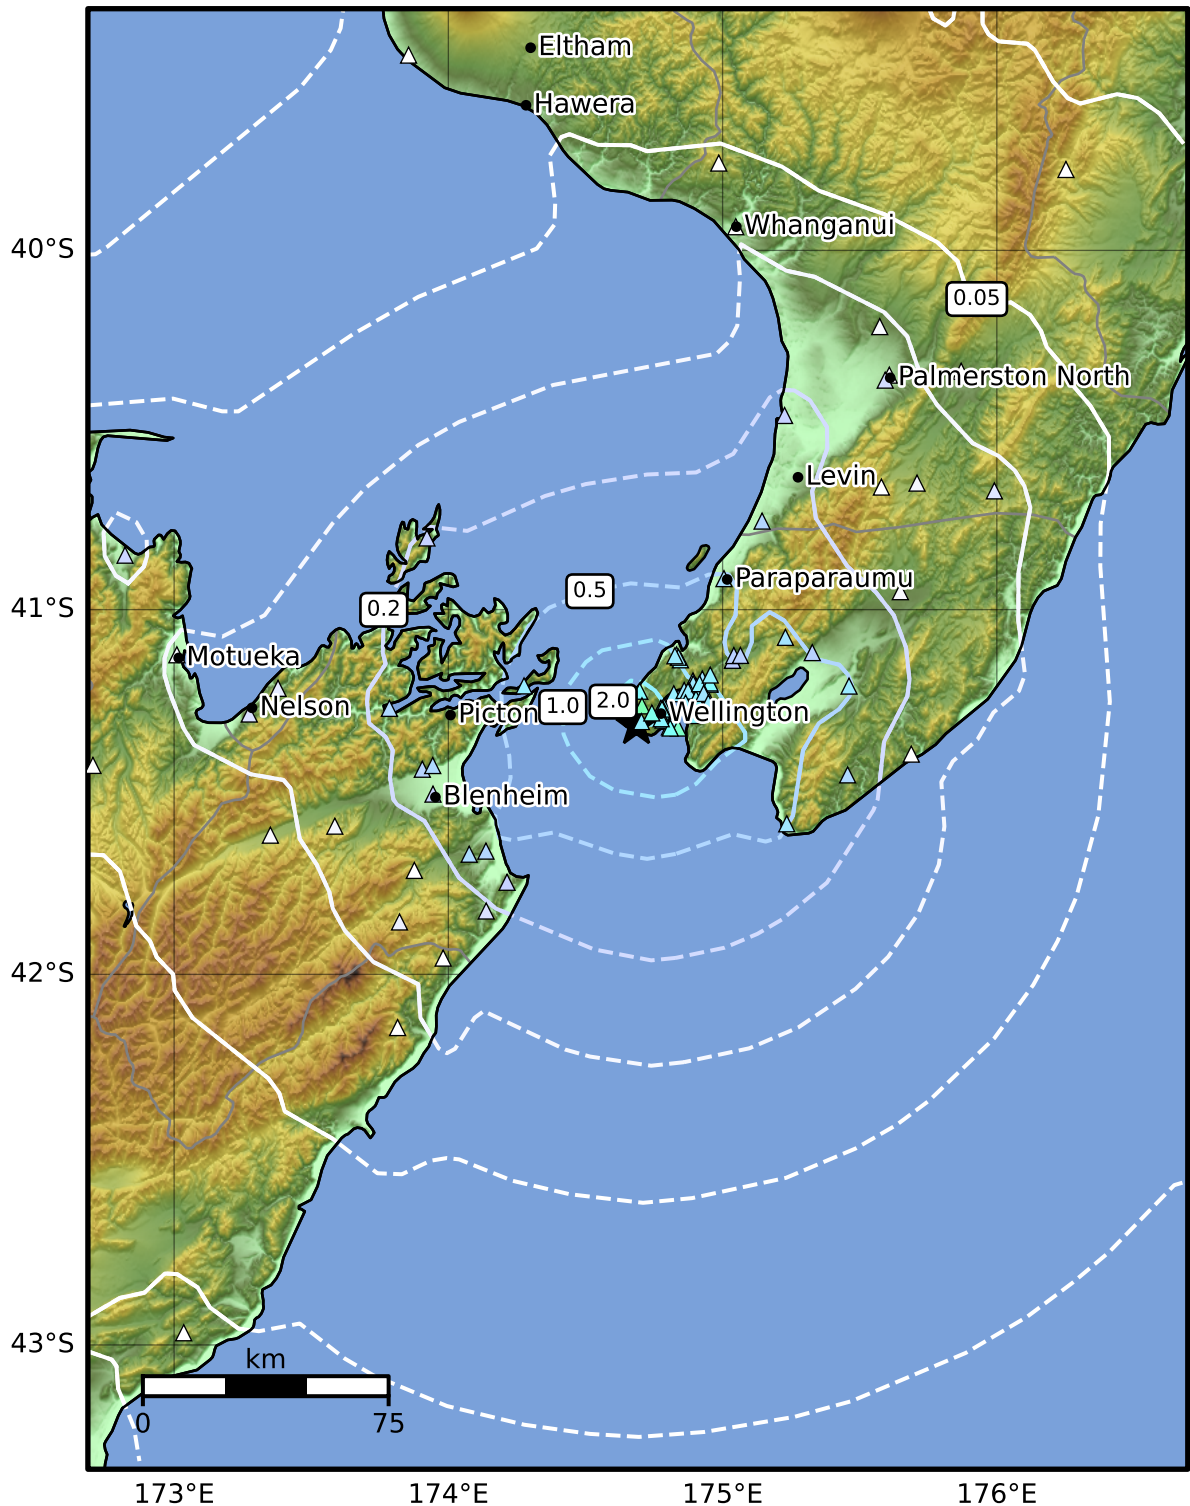 Eltham
Hawera
Whanganui
40°S
0.05
Palmerston North
Levin
Paraparaumu
0.5
41°S
0.2
Motueka
Nelson
Picton
1.0
2.0
Wellington
Blenheim
42°S
43°S
km
0
75
173°E
174°E
175°E
176°E